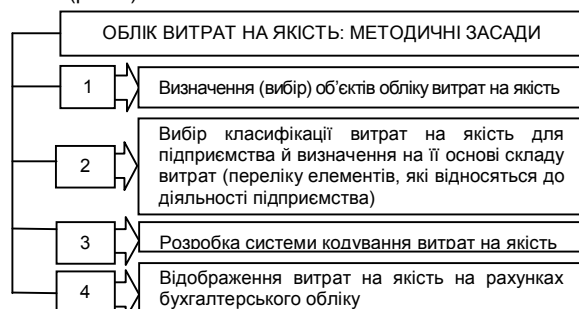 ОБЛІК ВИТРАТ НА ЯКІСТЬ: МЕТОДИЧНІ ЗАСАДИ
1
Визначення (вибір) об'єктів обліку витрат на якість
2
Вибір класифікації витрат на якість для
підприємства й визначення на її основі складу
витрат (переліку елементів, які відносяться до
діяльності підприємства)
3
Розробка системи кодування витрат на якість
4
Відображення витрат на якість на рахунках
бухгалтерського обліку